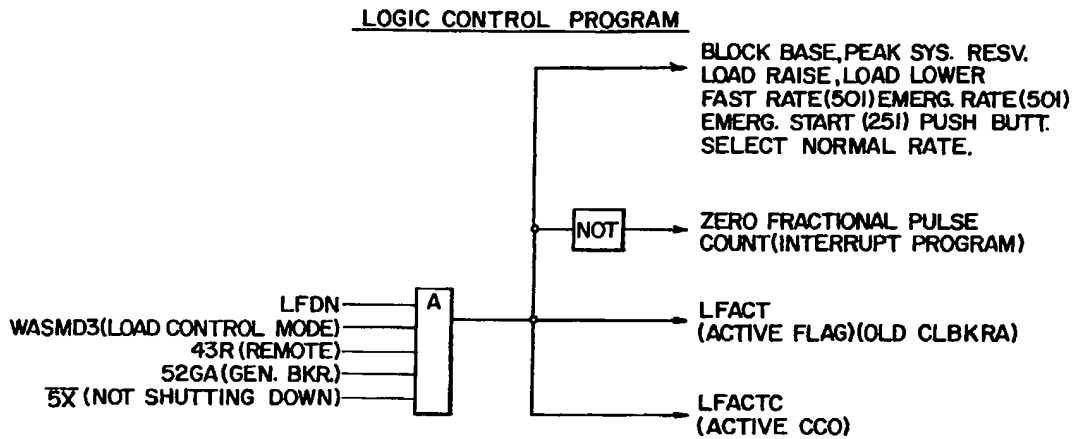 LOGIC CONTROL PROGRAM
BLOCK BASE, PEAK SYS. RESV.
LOAD RAISE, LOAD LOWER
FAST RATE (501) EMERG. RATE (501)
EMERG. START (251) PUSH BUTT.
SELECT NORMAL RATE.
NOT
ZERO FRACTIONAL PULSE
COUNT (INTERRUPT PROGRAM)
A
LFDN
WASMD3 (LOAD CONTROL MODE)
43R (REMOTE)
52GA (GEN. BKR.)
5̅X̅ (NOT SHUTTING DOWN)
LFACT
(ACTIVE FLAG) (OLD CLBKRA)
LFACTC
(ACTIVE CCO)